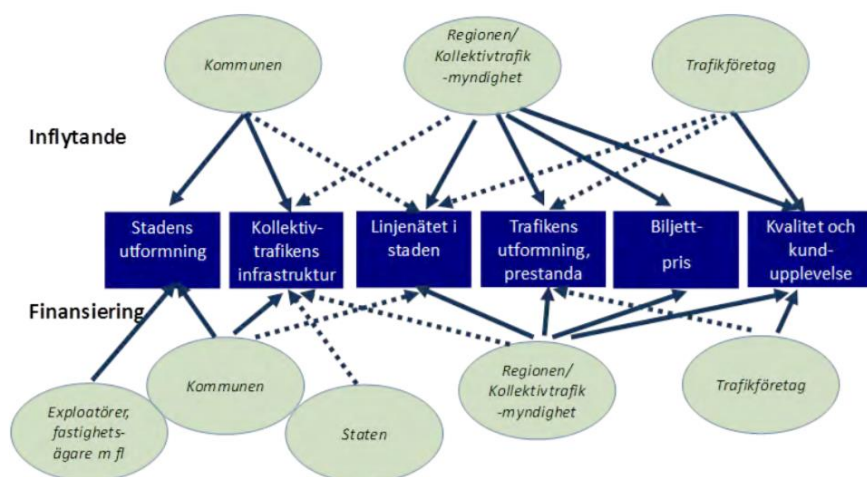 Kommunen
Regionen/
Kollektivtrafik
-myndighet
Trafikföretag
Inflytande
Stadens
utformning
Kollektiv-
trafikens
infrastruktur
Linjenätet i
staden
Trafikens
utformning,
prestanda
Biljett-
pris
Kvalitet och
kund-
upplevelse
Finansiering
Exploatörer,
fastighets-
ägare m fl
Kommunen
Staten
Regionen/
Kollektivtrafik
-myndighet
Trafikföretag